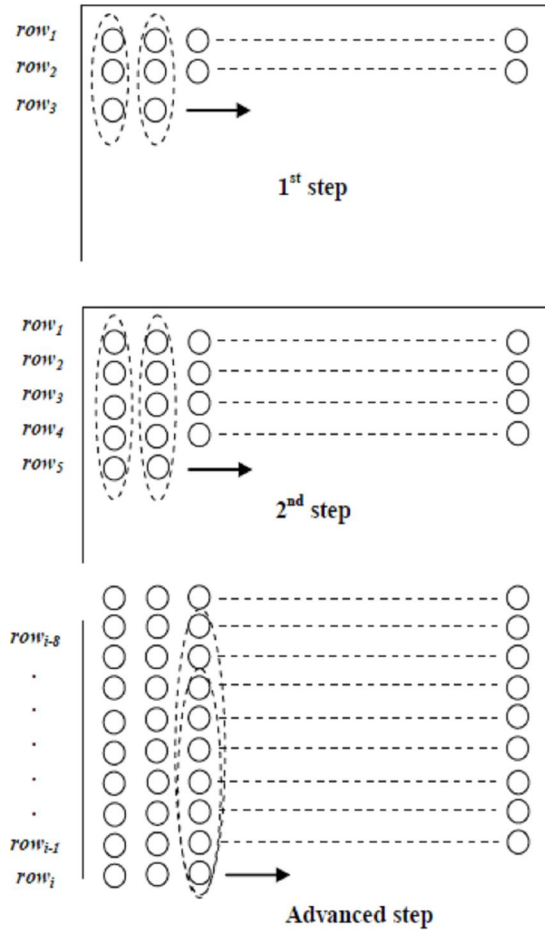 row₁
row₂
row₃
1ˢᵗ step
row₁
row₂
row₃
row₄
row₅
2ⁿᵈ step
rowᵢ₋₈
.
.
.
.
.
rowᵢ₋₁
rowᵢ
Advanced step